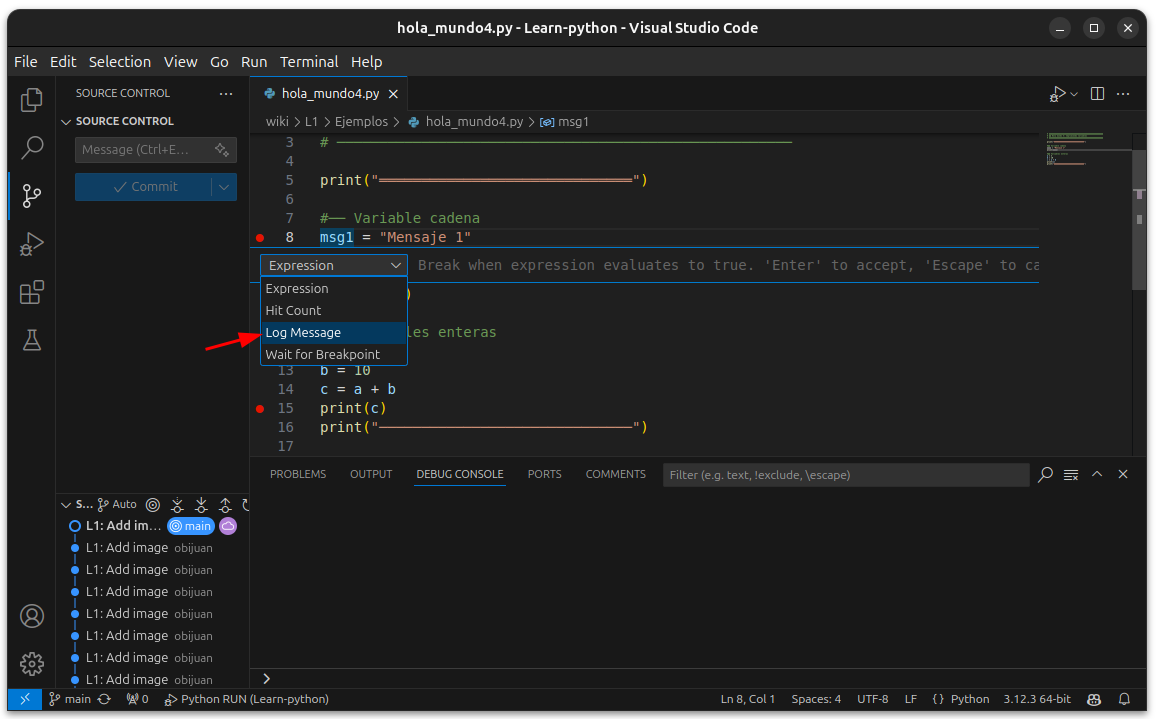 hola_mundo4.py - Learn-python - Visual Studio Code
File Edit Selection View Go Run Terminal Help
SOURCE CONTROL
SOURCE CONTROL
Message (Ctrl+E...
Commit
hola_mundo4.py
wiki > L1 > Ejemplos > hola_mundo4.py > msg1
3 # ──────────────────────────────────────────────────────
4
5 print("══════════════════════════════")
6
7 #── Variable cadena
8 msg1 = "Mensaje 1"
Expression Break when expression evaluates to true. 'Enter' to accept, 'Escape' to ca
Expression
)
Hit Count
Log Message les enteras
Wait for Breakpoint
13 b = 10
14 c = a + b
15 print(c)
16 print("──────────────────────────────")
17
PROBLEMS OUTPUT DEBUG CONSOLE PORTS COMMENTS Filter (e.g. text, !exclude, \escape)
S... Auto
L1: Add im... main
L1: Add image obijuan
L1: Add image obijuan
L1: Add image obijuan
L1: Add image obijuan
L1: Add image obijuan
L1: Add image obijuan
L1: Add image obijuan
>
main 0 Python RUN (Learn-python) Ln 8, Col 1 Spaces: 4 UTF-8 LF {} Python 3.12.3 64-bit